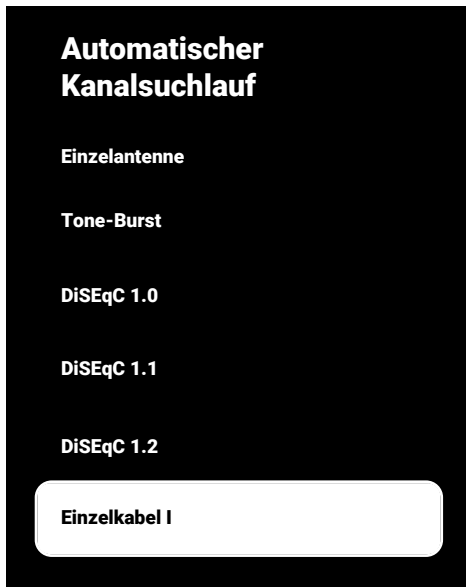 Automatischer
Kanalsuchlauf
Einzelantenne
Tone-Burst
DiSEqC 1.0
DiSEqC 1.1
DiSEqC 1.2
Einzelkabel I